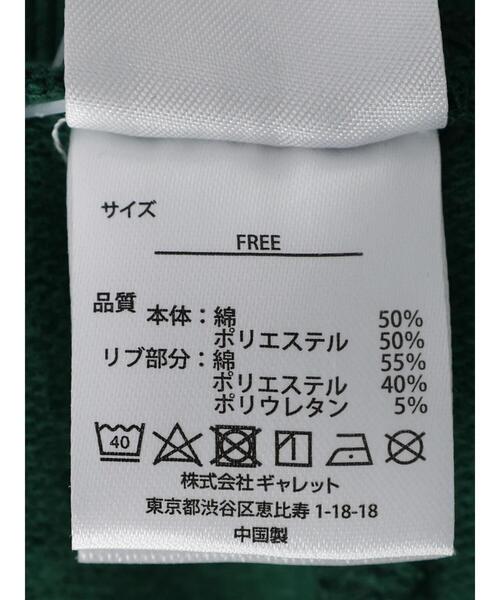 サイズ
FREE
品質
本体：綿 50%
ポリエステル 50%
リブ部分：綿 55%
ポリエステル 40%
ポリウレタン 5%
40
株式会社ギャレット
東京都渋谷区恵比寿 1-18-18
中国製